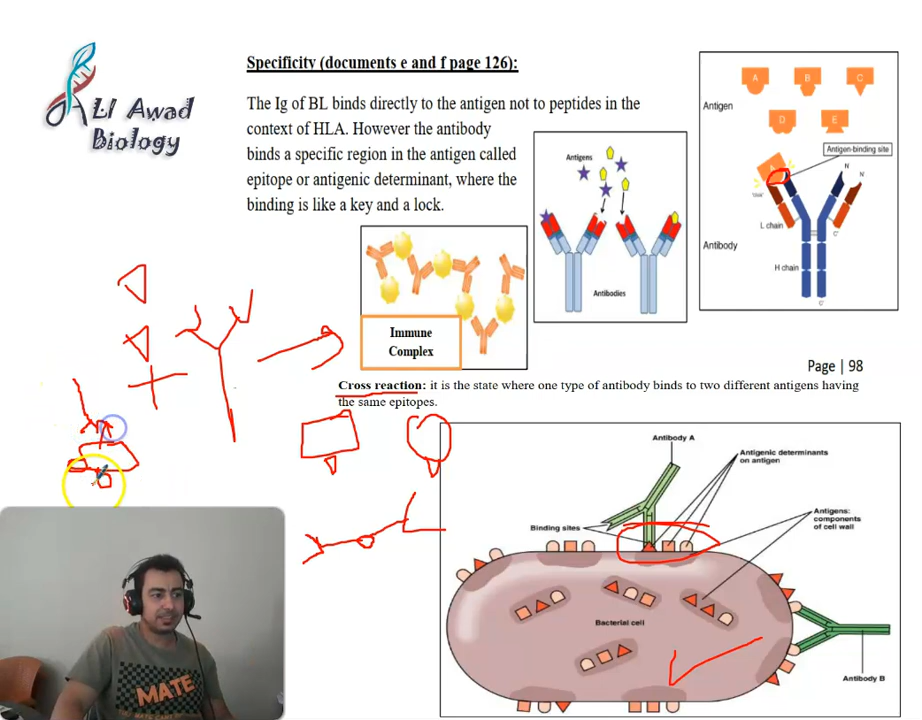 ALI Awad
Biology
Specificity (documents e and f page 126):
The Ig of BL binds directly to the antigen not to peptides in the
context of HLA. However the antibody
binds a specific region in the antigen called
epitope or antigenic determinant, where the
binding is like a key and a lock.
Immune
Complex
Antigens
Antibodies
A
B
C
Antigen
D
E
Antigen-binding site
N
N
L chain
C'
Antibody
H chain
C'
Page | 98
Cross reaction: it is the state where one type of antibody binds to two different antigens having
the same epitopes.
Antibody A
Antigenic determinants
on antigen
Binding sites
Antigens:
components
of cell wall
Bacterial cell
Antibody B
MATE